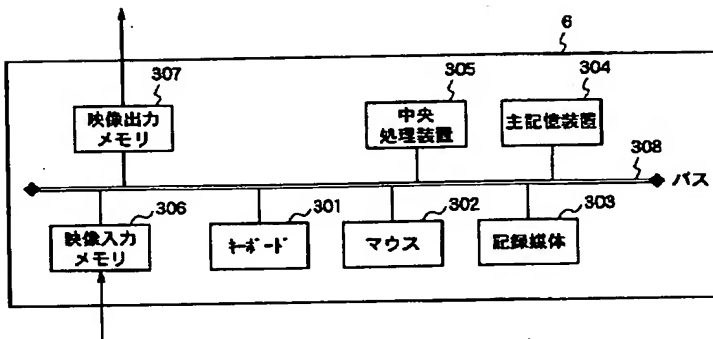 6
307
305
304
映像出力
メモリ
中央
処理装置
主記憶装置
308
バス
306
301
302
303
映像入力
メモリ
キーボード
マウス
記録媒体